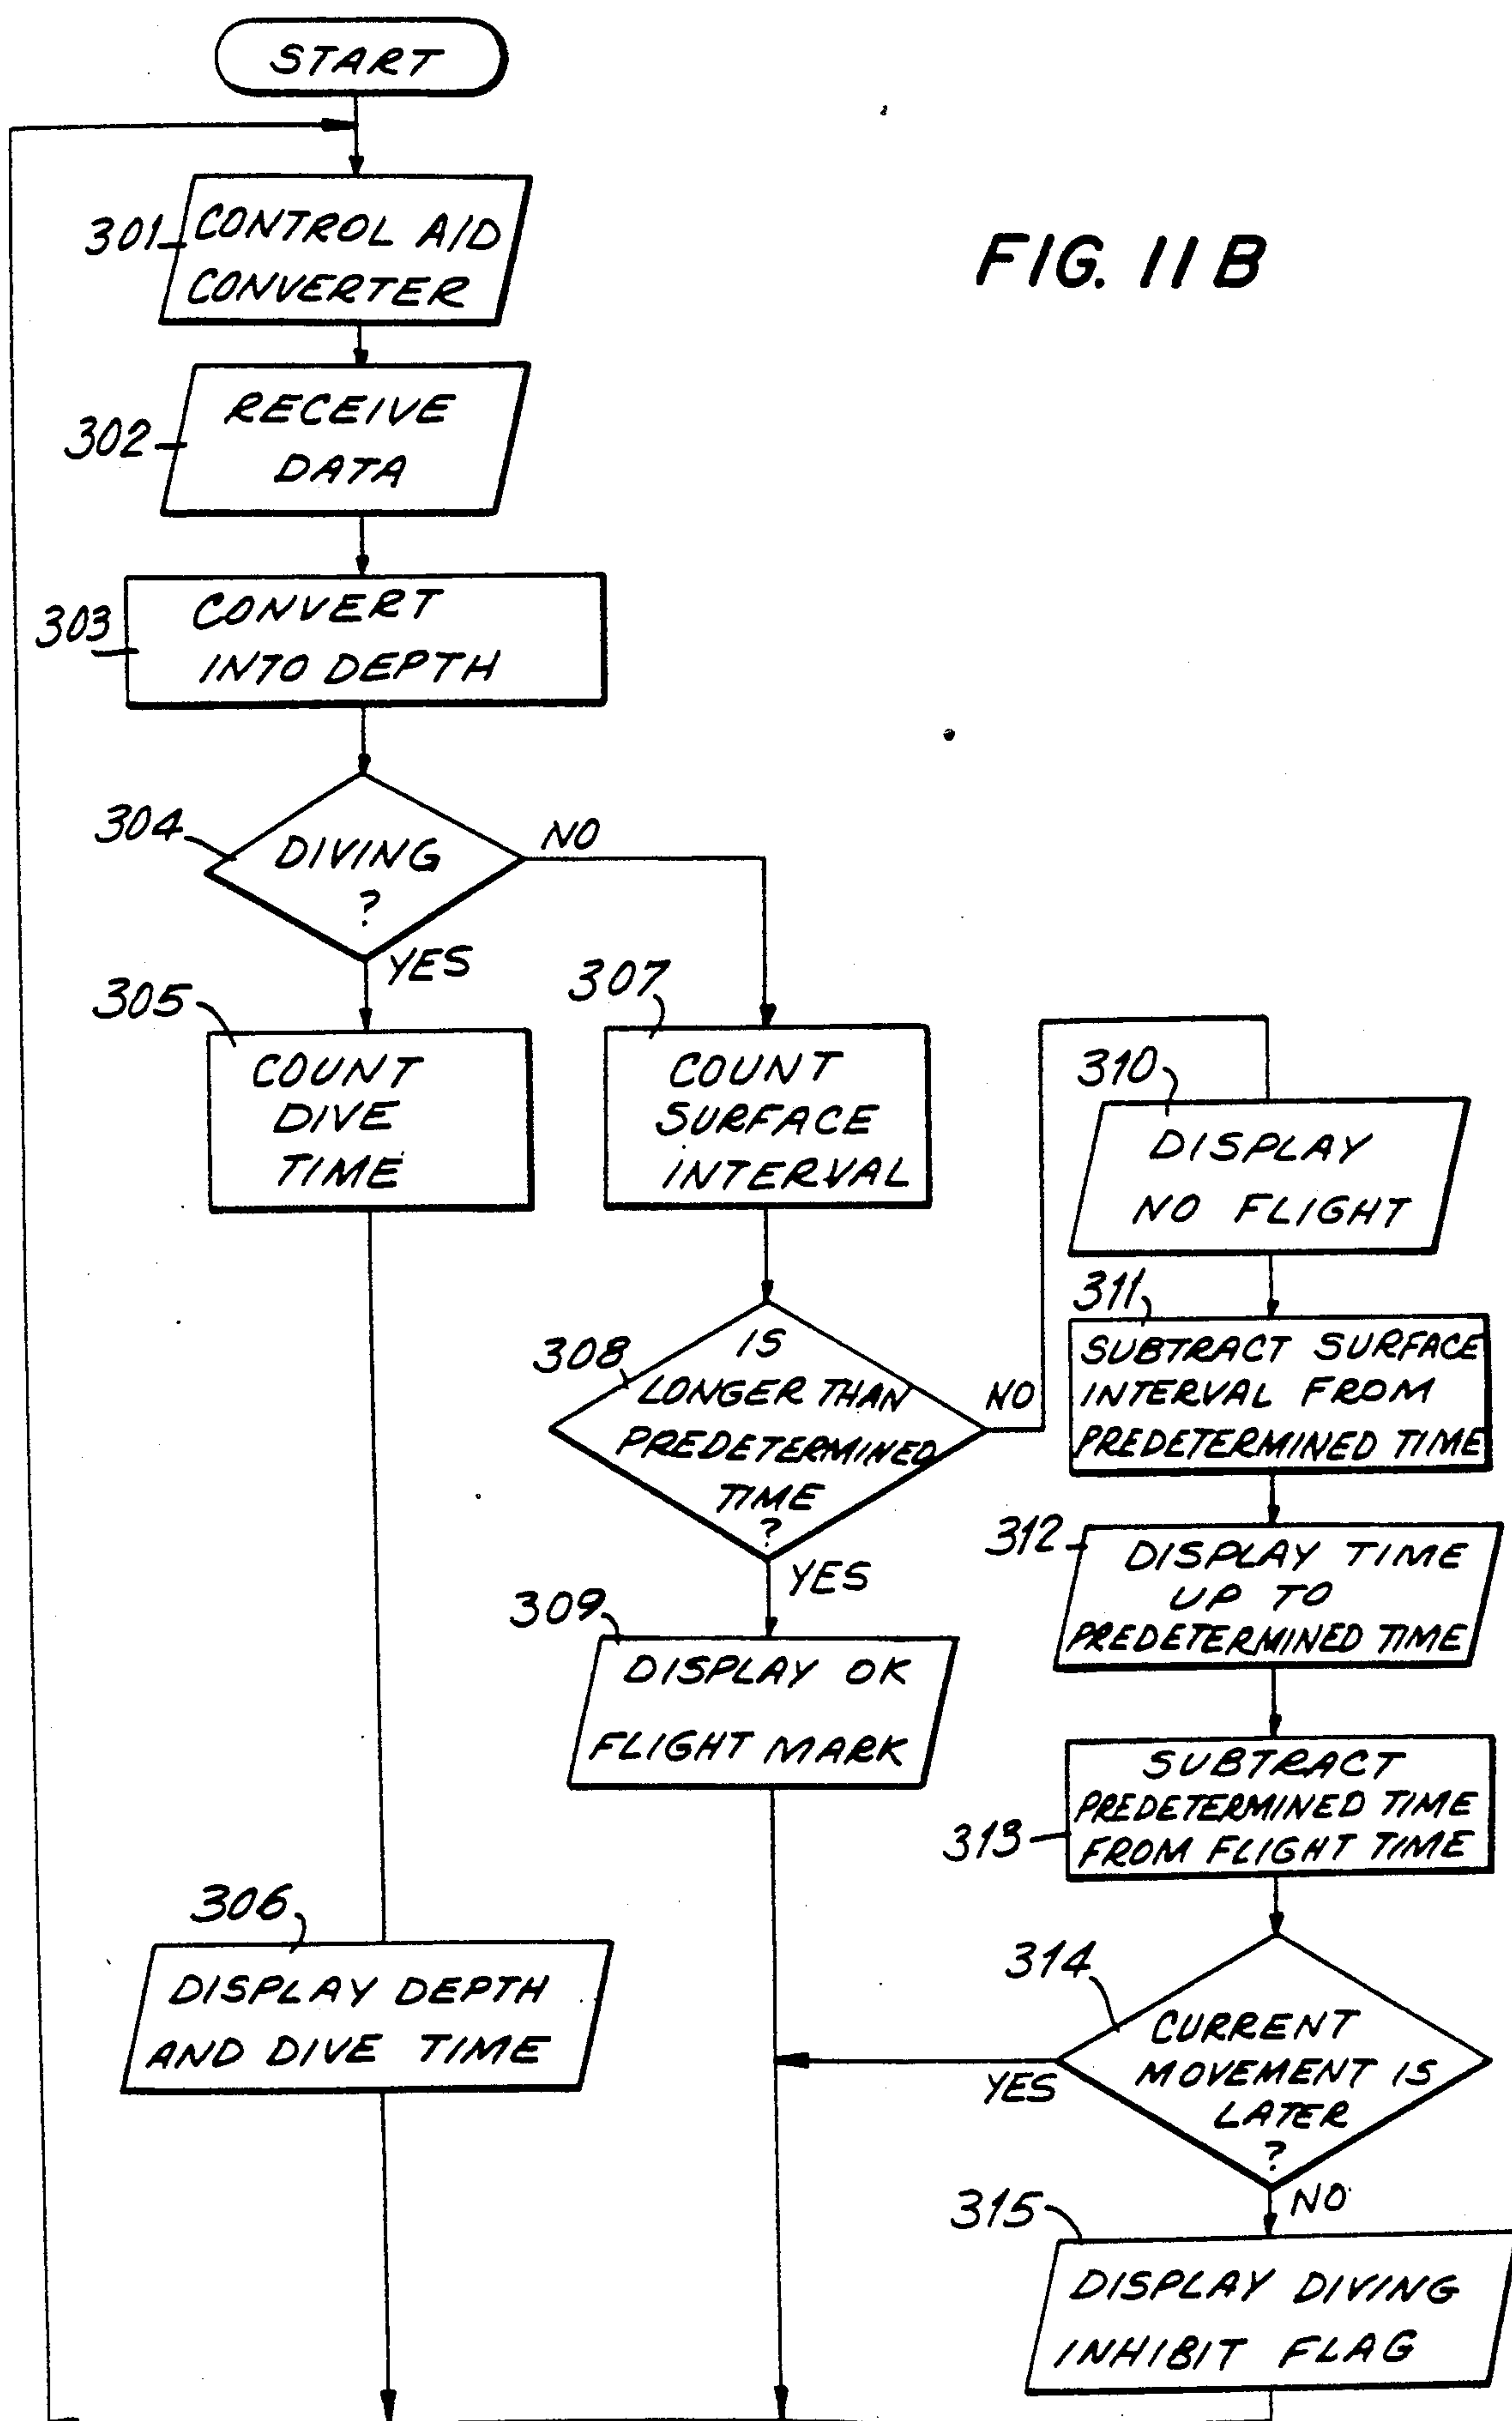 START
FIG. 11 B
301
CONTROL A/D
CONVERTER
302
RECEIVE
DATA
303
CONVERT
INTO DEPTH
304
DIVING
?
NO
YES
305
COUNT
DIVE
TIME
306
DISPLAY DEPTH
AND DIVE TIME
307
COUNT
SURFACE
INTERVAL
308
IS
LONGER THAN
PREDETERMINED
TIME
?
NO
YES
309
DISPLAY OK
FLIGHT MARK
310
DISPLAY
NO FLIGHT
311
SUBTRACT SURFACE
INTERVAL FROM
PREDETERMINED TIME
312
DISPLAY TIME
UP TO
PREDETERMINED TIME
313
SUBTRACT
PREDETERMINED TIME
FROM FLIGHT TIME
314
CURRENT
MOVEMENT IS
LATER
?
YES
NO
315
DISPLAY DIVING
INHIBIT FLAG